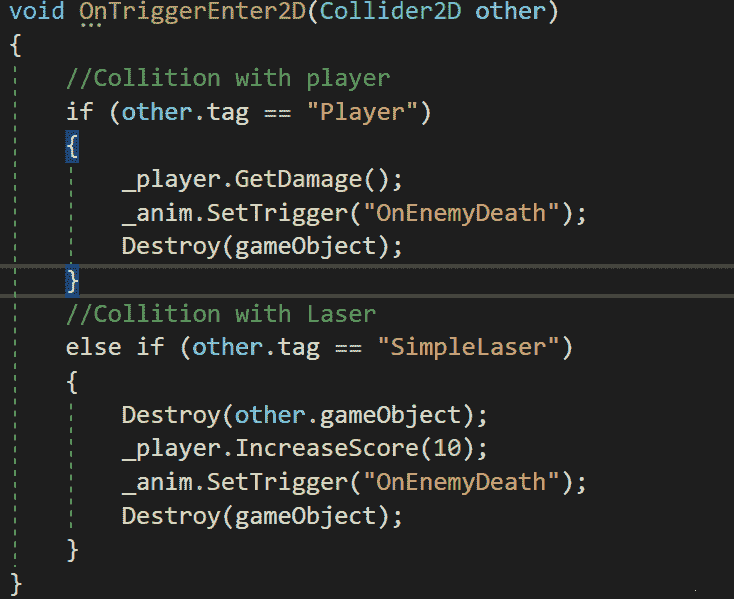 void OnTriggerEnter2D(Collider2D other)
{
    //Collition with player
    if (other.tag == "Player")
    {
        _player.GetDamage();
        _anim.SetTrigger("OnEnemyDeath");
        Destroy(gameObject);
    }
    //Collition with Laser
    else if (other.tag == "SimpleLaser")
    {
        Destroy(other.gameObject);
        _player.IncreaseScore(10);
        _anim.SetTrigger("OnEnemyDeath");
        Destroy(gameObject);
    }
}